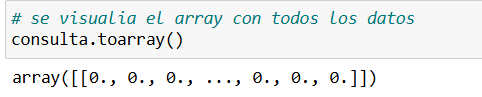 # se visualia el array con todos los datos
consulta.toarray()
array([[0., 0., 0., ..., 0., 0., 0.]])